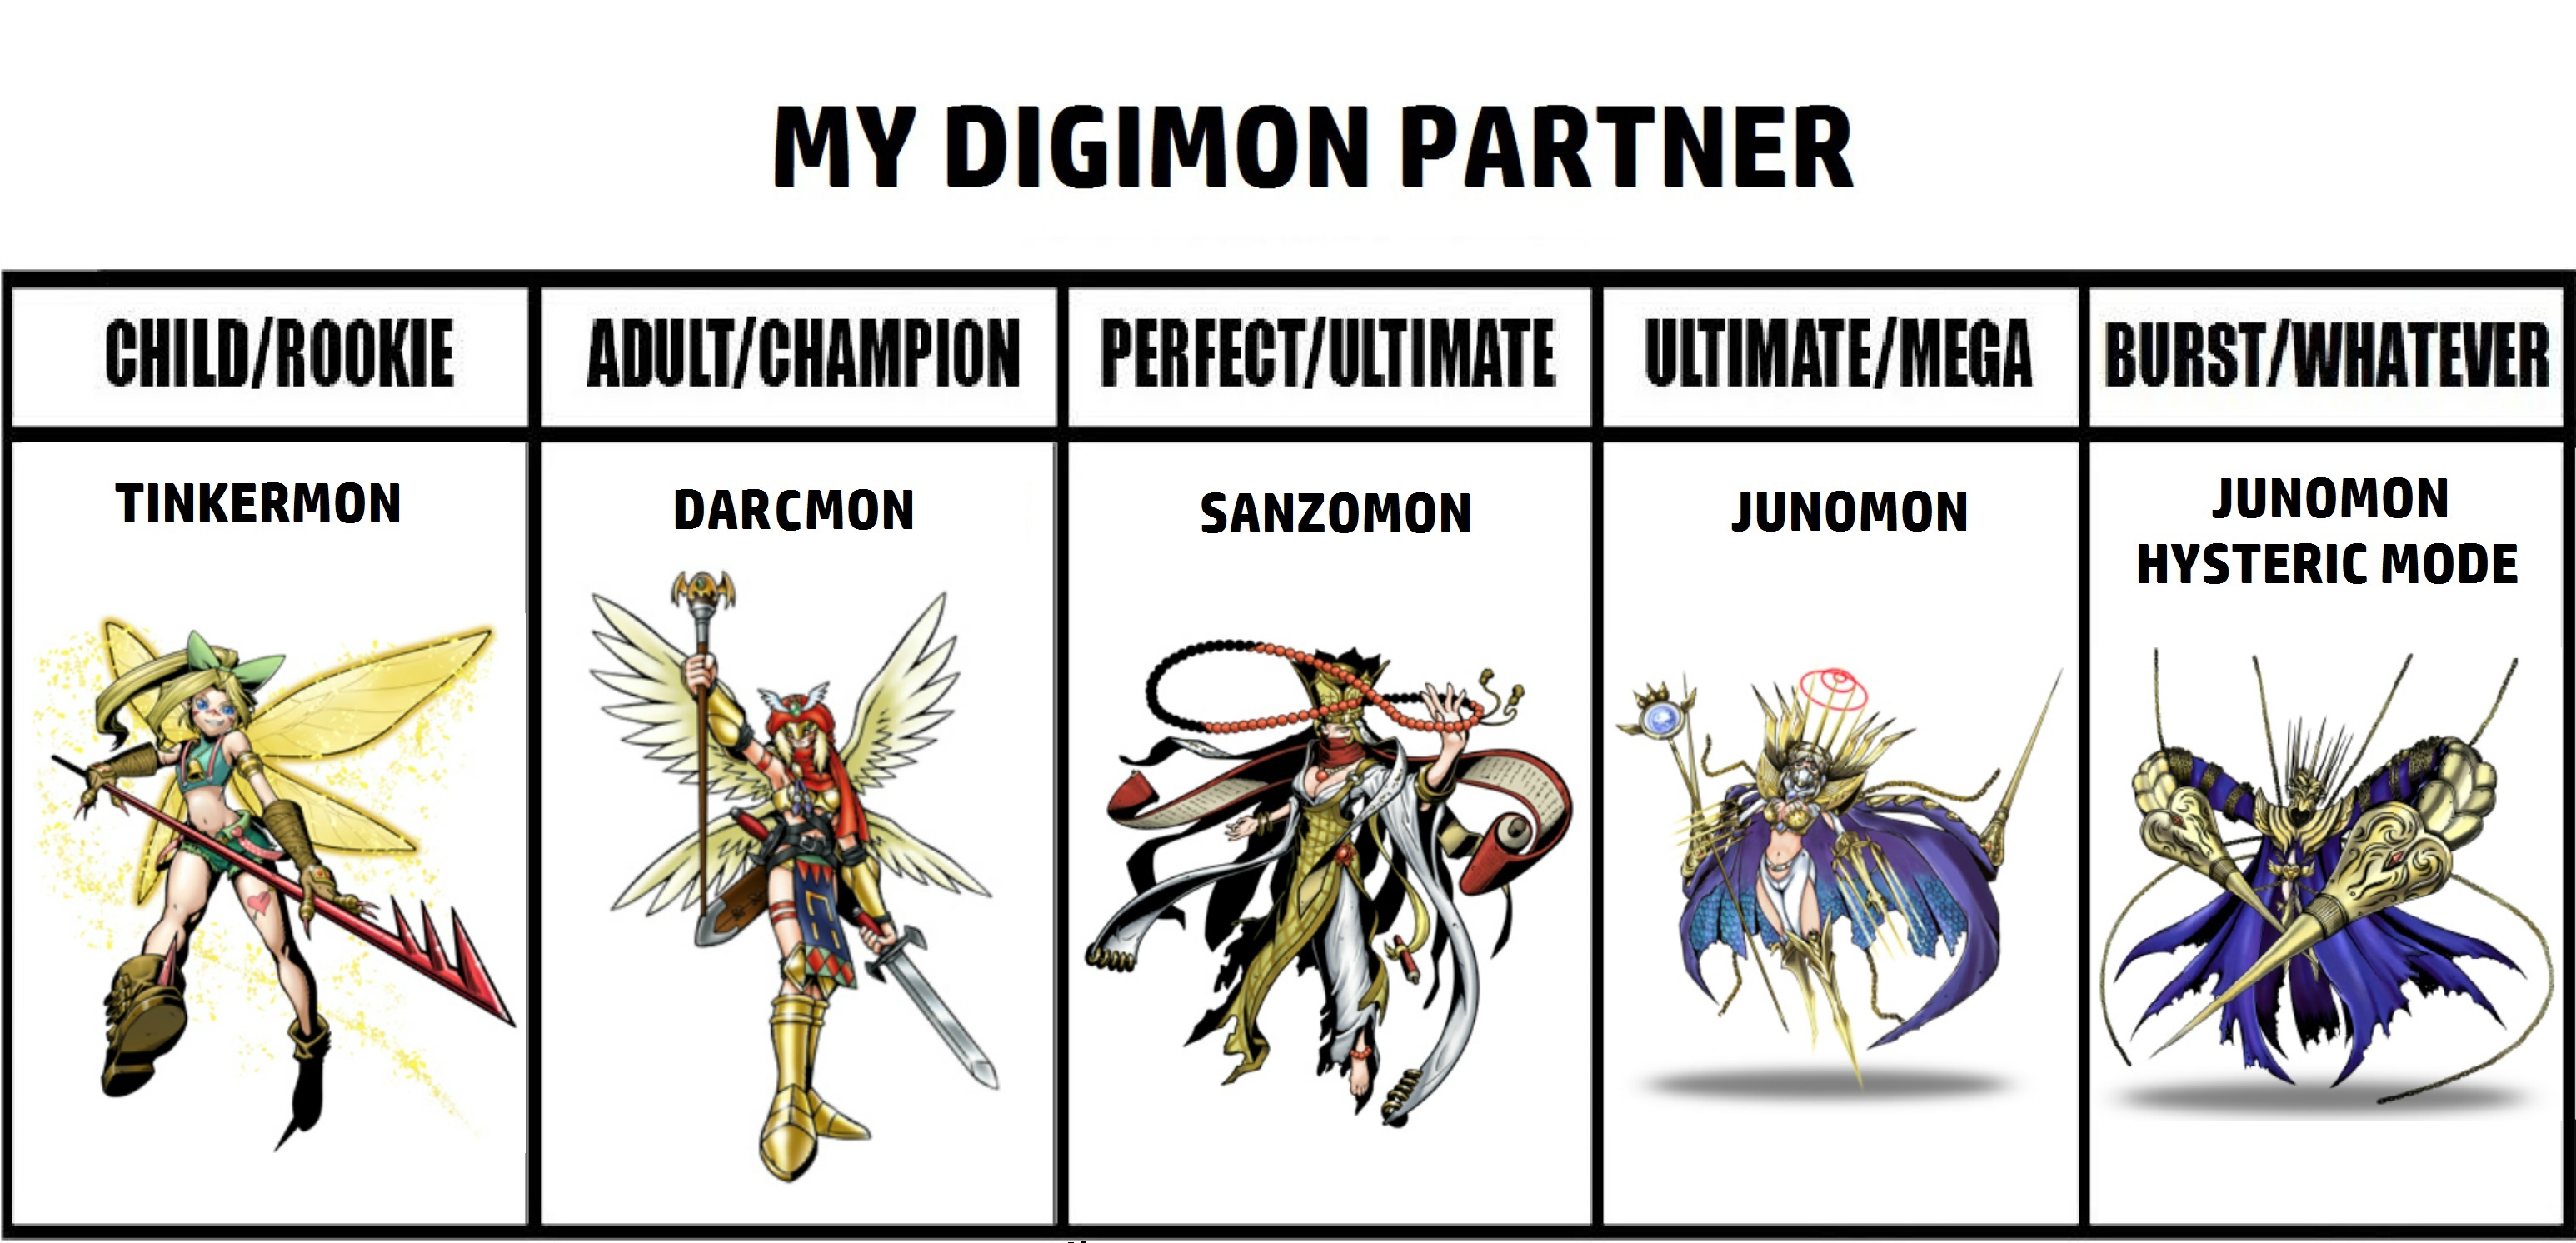 MY DIGIMON PARTNER
CHILD/ROOKIE
ADULT/CHAMPION
PERFECT/ULTIMATE
ULTIMATE/MEGA
BURST/WHATEVER
TINKERMON
DARCMON
SANZOMON
JUNOMON
JUNOMON
HYSTERIC MODE